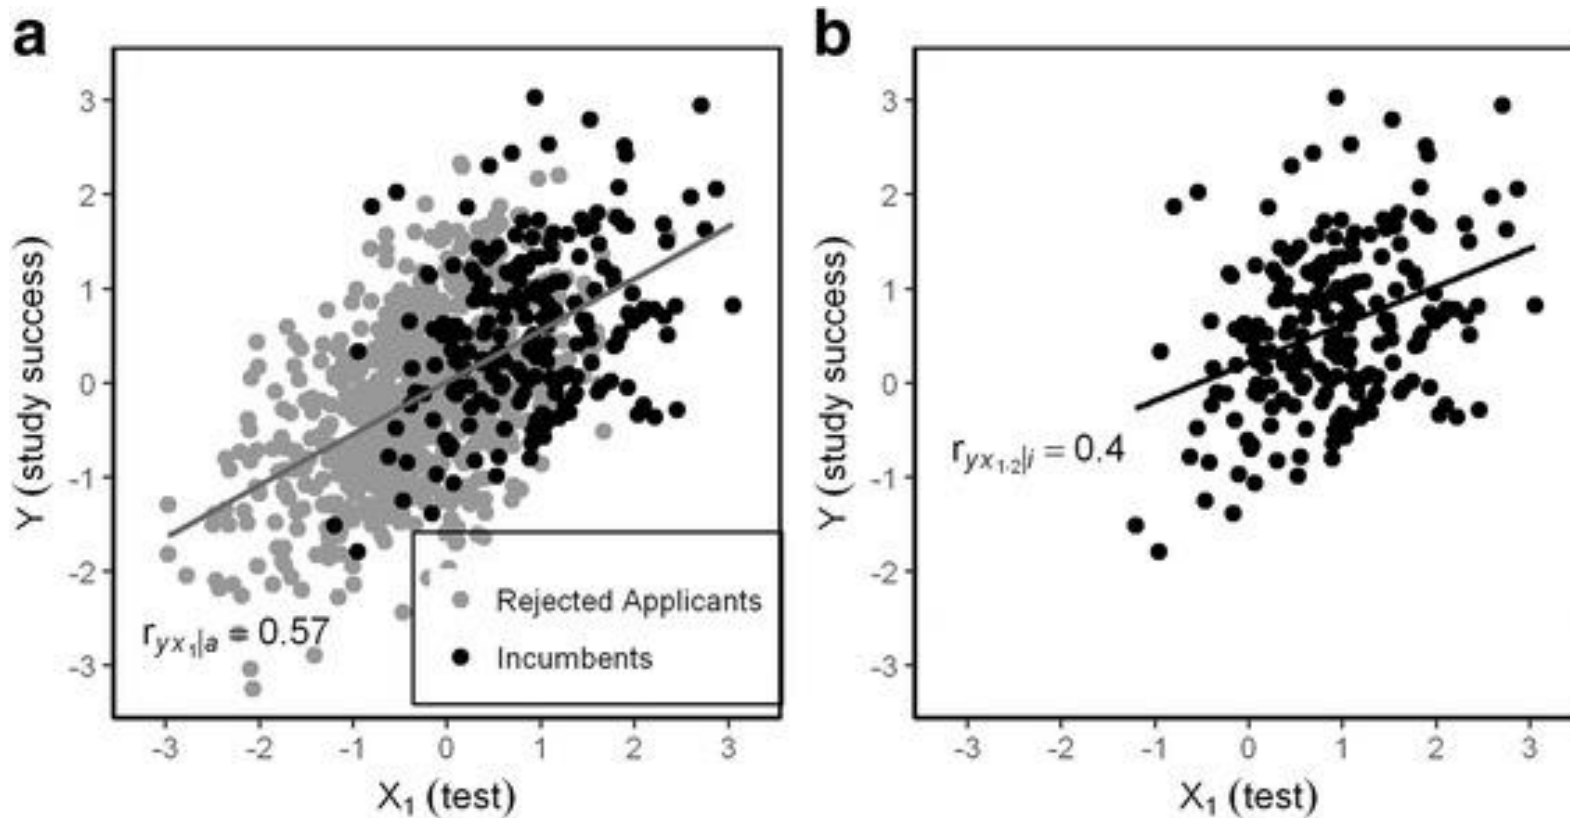 a
3
2
1
0
-1
-2
-3
Y (study success)
r_{yx_1|a} = 0.57
Rejected Applicants
Incumbents
-3 -2 -1 0 1 2 3
X₁ (test)
b
3
2
1
0
-1
-2
-3
Y (study success)
r_{yx_{1·2}|i} = 0.4
-3 -2 -1 0 1 2 3
X₁ (test)